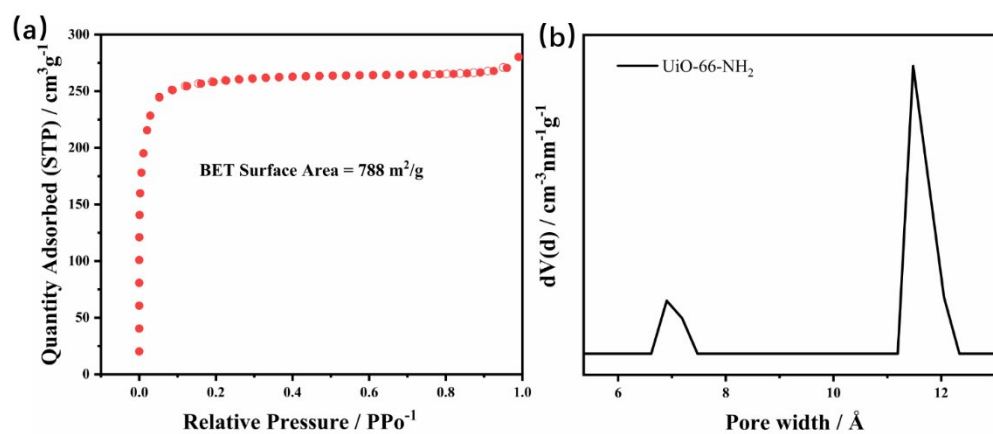 (a)
Quantity Adsorbed (STP) / cm³g⁻¹
300
250
200
150
100
50
0
BET Surface Area = 788 m²/g
0.0 0.2 0.4 0.6 0.8 1.0
Relative Pressure / PPo⁻¹
(b)
UiO-66-NH₂
dV(d) / cm⁻³nm⁻¹g⁻¹
6 8 10 12
Pore width / Å